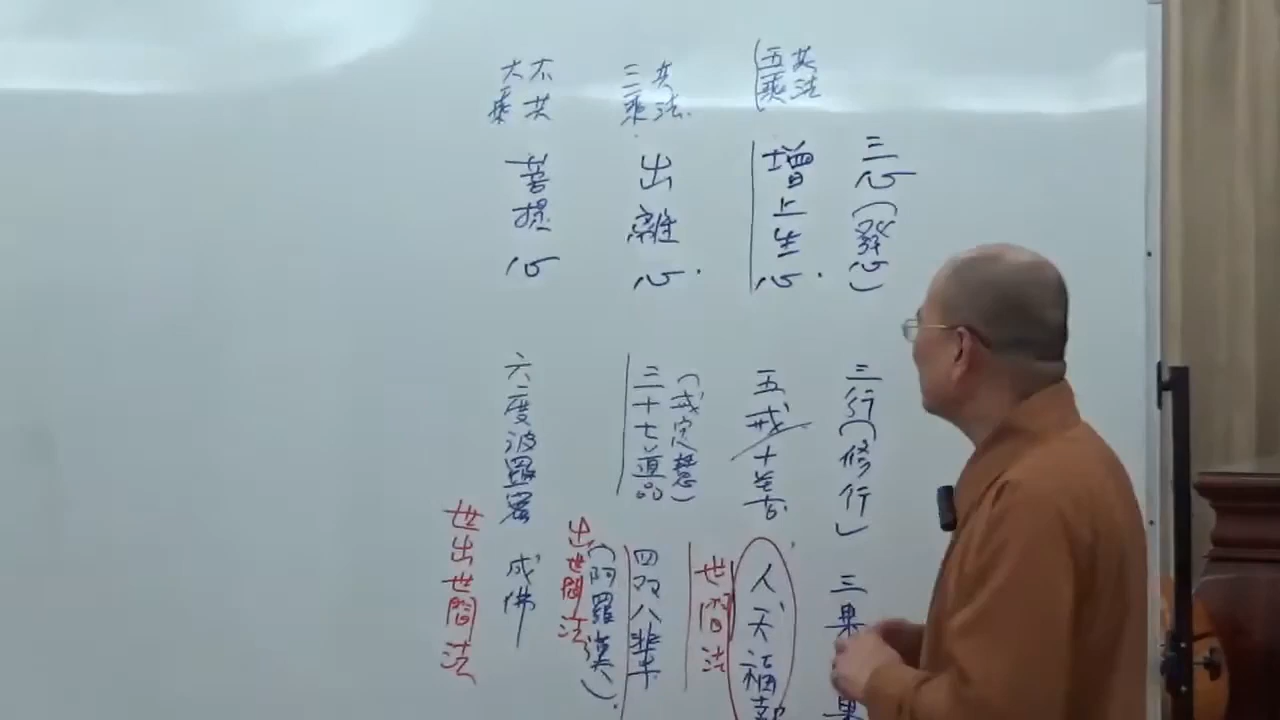 三心(發心)
三行(修行)
三果
果
五乘
共法
增上生心
五戒十善
人天福報
世間法
三乘
共法
出離心
(戒定慧)
三十七道品
四双八輩
(阿羅漢)
出世間法
大乘
不共
菩提心
六度波羅蜜
成佛
世出世間法